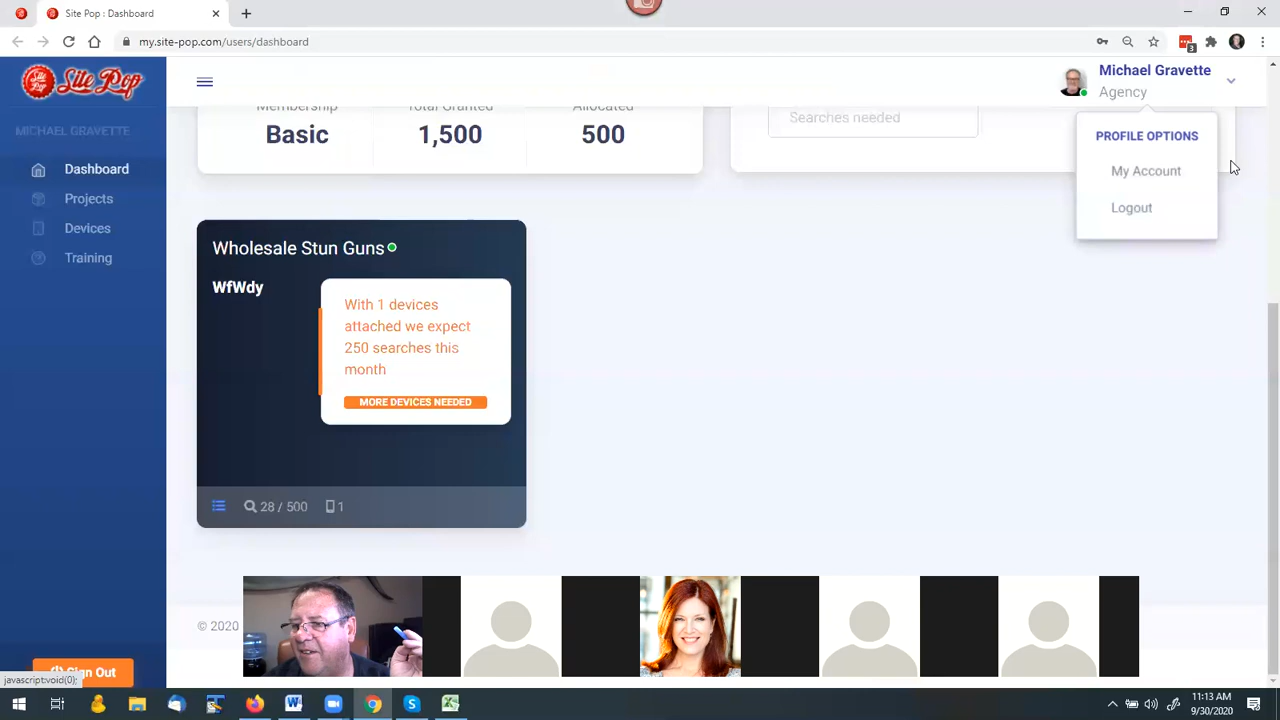 Site Pop : Dashboard
my.site-pop.com/users/dashboard
3
Site Pop
Michael Gravette
Agency
MICHAEL GRAVETTE
Dashboard
Projects
Devices
Training
Membership
Total Granted
Allocated
Basic
1,500
500
Searches needed
PROFILE OPTIONS
My Account
Logout
Wholesale Stun Guns
WfWdy
With 1 devices
attached we expect
250 searches this
month
MORE DEVICES NEEDED
28 / 500
1
© 2020
Sign Out
javascript:void(0);
11:13 AM
9/30/2020